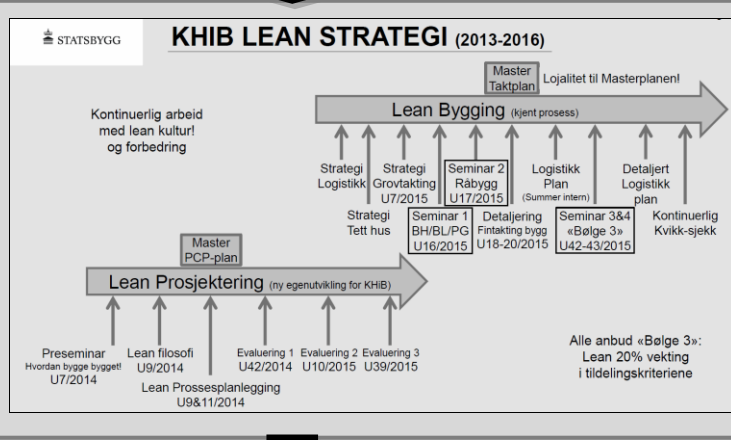 STATSBYGG
KHIB LEAN STRATEGI (2013-2016)
Master
Taktplan
Lojalitet til Masterplanen!
Lean Bygging (kjent prosess)
Kontinuerlig arbeid
med lean kultur!
og forbedring
Strategi
Logistikk
Strategi
Tett hus
Strategi
Grovtakting
U7/2015
Seminar 1
BH/BL/PG
U16/2015
Seminar 2
Råbygg
U17/2015
Detaljering
Fintakting bygg
U18-20/2015
Logistikk
Plan
(Summer intern)
Seminar 3&4
«Bølge 3»
U42-43/2015
Detaljert
Logistikk
plan
Kontinuerlig
Kvikk-sjekk
Master
PCP-plan
Lean Prosjektering (ny egenutvikling for KHiB)
Preseminar
Hvordan bygge bygget!
U7/2014
Lean filosofi
U9/2014
Lean Prossesplanlegging
U9&11/2014
Evaluering 1
U42/2014
Evaluering 2
U10/2015
Evaluering 3
U39/2015
Alle anbud «Bølge 3»:
Lean 20% vekting
i tildelingskriteriene